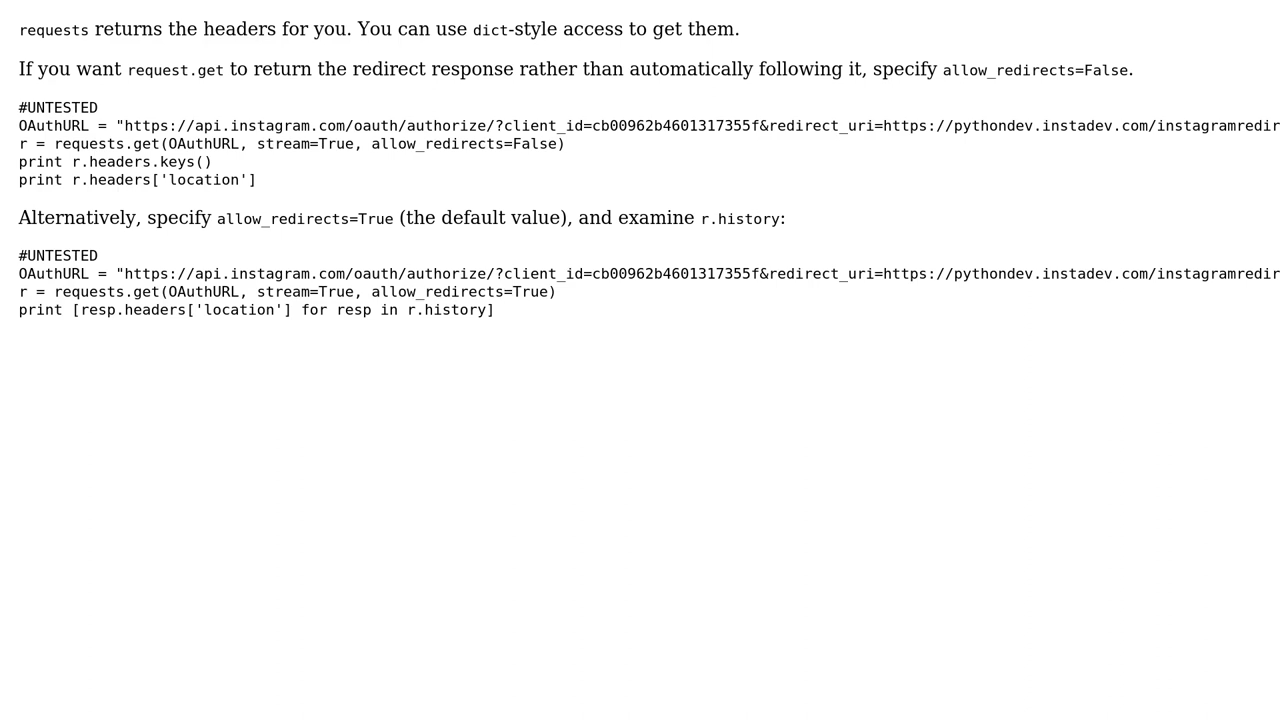 requests returns the headers for you. You can use dict-style access to get them.
If you want request.get to return the redirect response rather than automatically following it, specify allow_redirects=False.
#UNTESTED
OAuthURL = "https://api.instagram.com/oauth/authorize/?client_id=cb00962b4601317355f&redirect_uri=https://pythondev.instadev.com/instagramredir
r = requests.get(OAuthURL, stream=True, allow_redirects=False)
print r.headers.keys()
print r.headers['location']
Alternatively, specify allow_redirects=True (the default value), and examine r.history:
#UNTESTED
OAuthURL = "https://api.instagram.com/oauth/authorize/?client_id=cb00962b4601317355f&redirect_uri=https://pythondev.instadev.com/instagramredir
r = requests.get(OAuthURL, stream=True, allow_redirects=True)
print [resp.headers['location'] for resp in r.history]